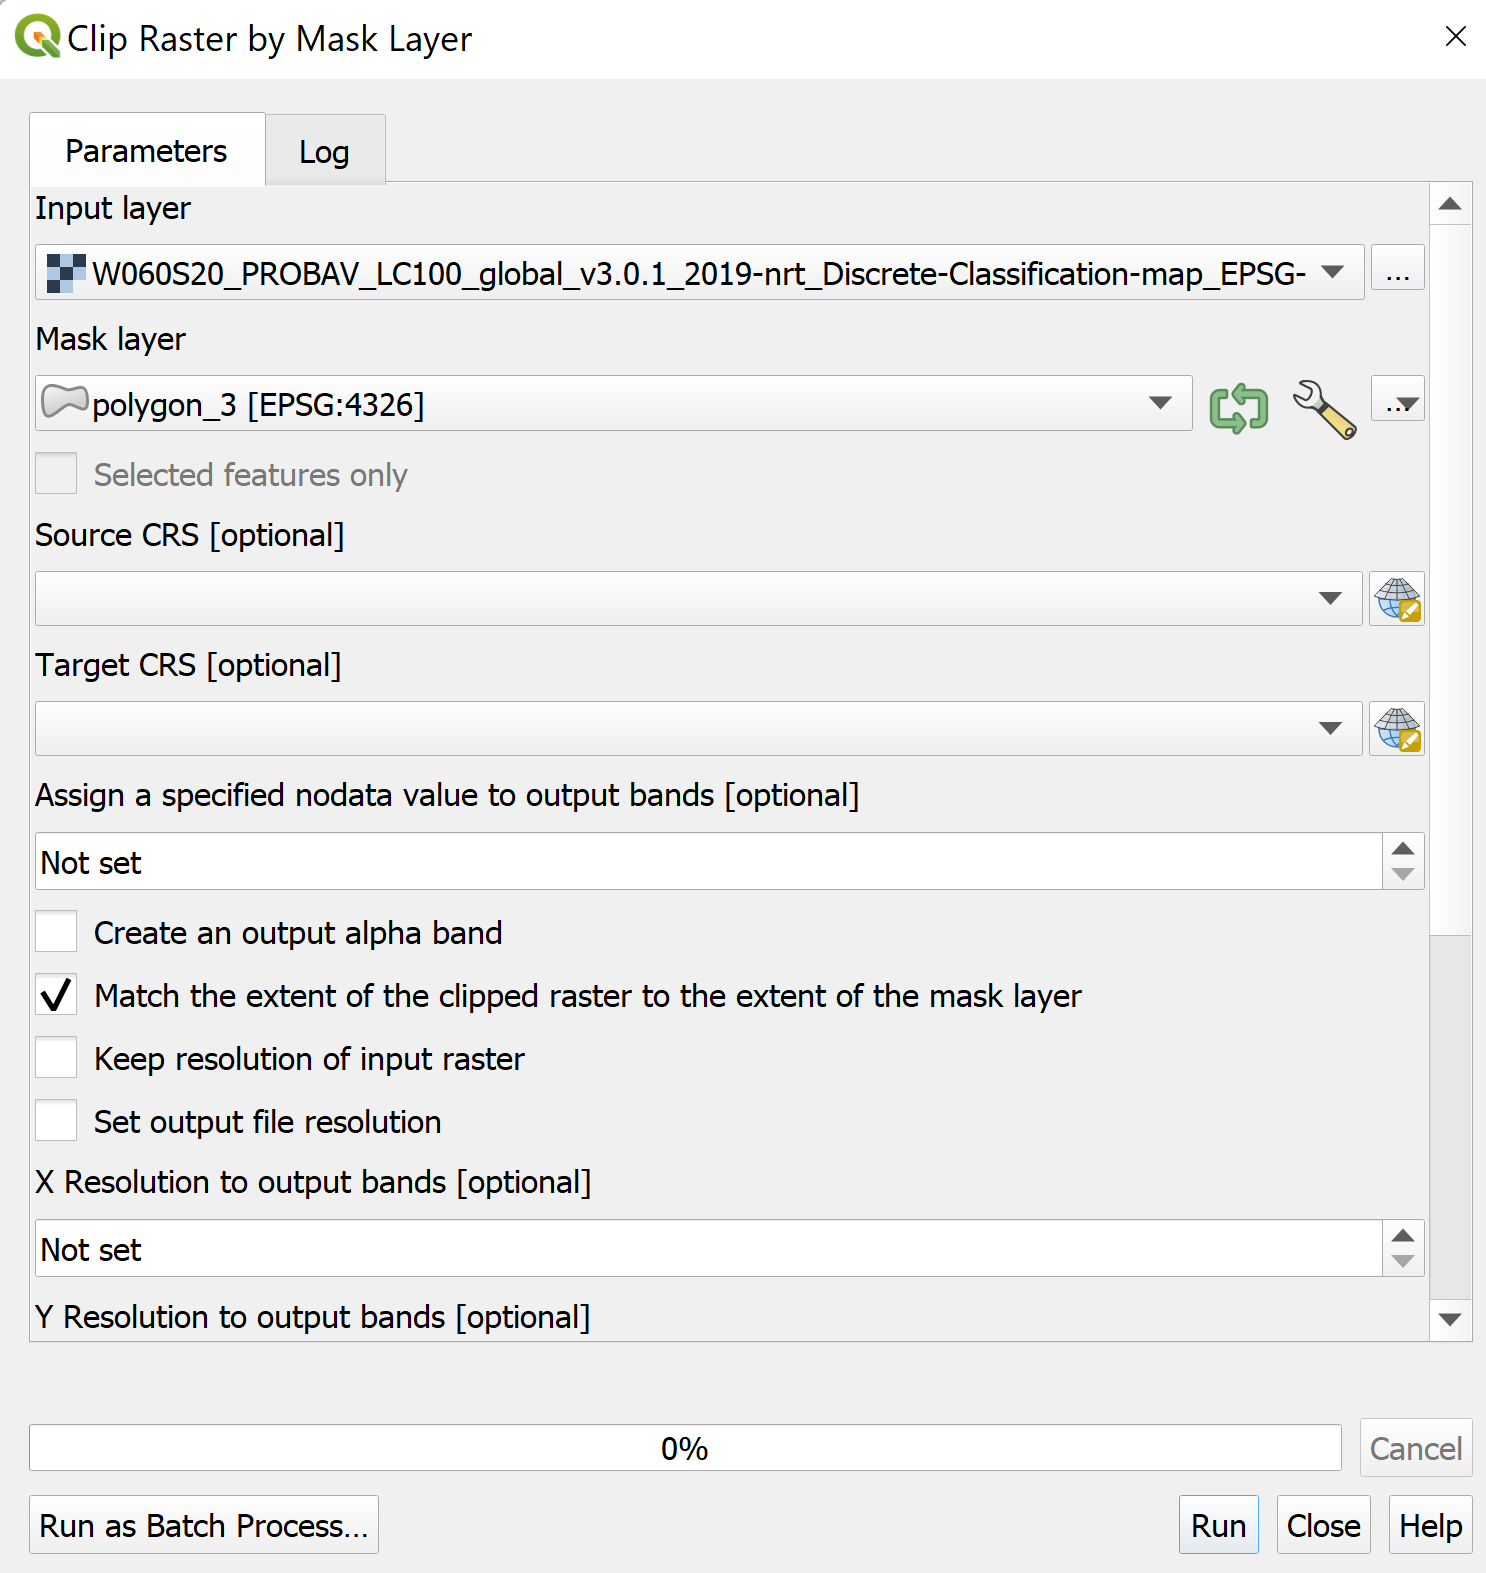 Clip Raster by Mask Layer
Parameters
Log
Input layer
W060S20_PROBAV_LC100_global_v3.0.1_2019-nrt_Discrete-Classification-map_EPSG-
...
Mask layer
polygon_3 [EPSG:4326]
...
Selected features only
Source CRS [optional]
Target CRS [optional]
Assign a specified nodata value to output bands [optional]
Not set
Create an output alpha band
Match the extent of the clipped raster to the extent of the mask layer
Keep resolution of input raster
Set output file resolution
X Resolution to output bands [optional]
Not set
Y Resolution to output bands [optional]
0%
Cancel
Run as Batch Process...
Run
Close
Help